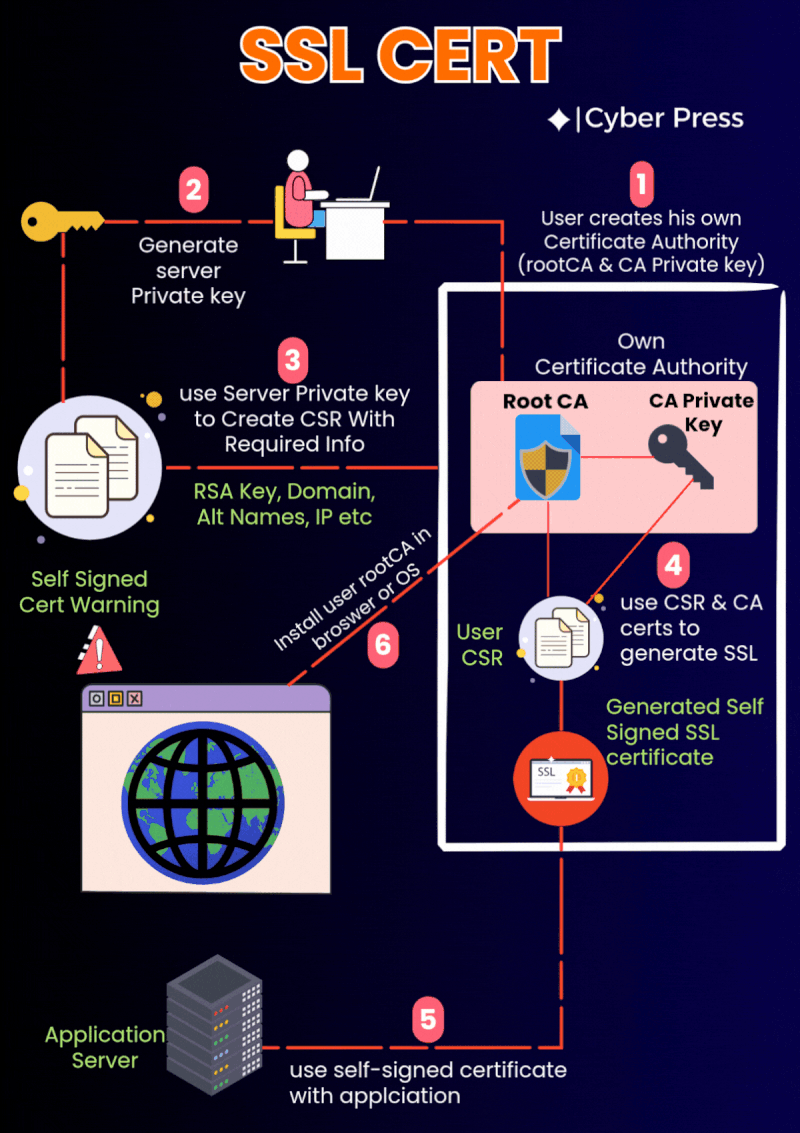 SSL CERT
|Cyber Press
1
User creates his own
Certificate Authority
(rootCA & CA Private key)
2
Generate
server
Private key
3
use Server Private key
to Create CSR With
Required Info
RSA Key, Domain,
Alt Names, IP etc
Own
Certificate Authority
Root CA
CA Private
Key
4
use CSR & CA
certs to
generate SSL
User
CSR
Generated Self
Signed SSL
certificate
SSL
1
Self Signed
Cert Warning
!
Install user rootCA in
broswer or OS
6
Application
Server
5
use self-signed certificate
with applciation